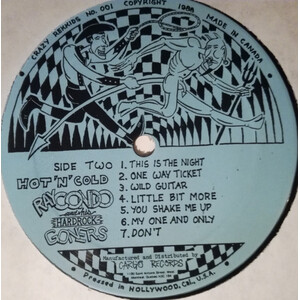 CRAZY REKKIDS No. 001 COPYRIGHT 1986 MADE IN CANADA
SIDE TWO
HOT 'N' COLD
RAY CONDO
and his
HARDROCK
GONERS
1. THIS IS THE NIGHT
2. ONE WAY TICKET
3. WILD GUITAR
4. LITTLE BIT MORE
5. YOU SHAKE ME UP
6. MY ONE AND ONLY
7. DON'T
Manufactured and Distributed by
CARGO RECORDS
Pressed in HOLLYWOOD, CAL. U.S.A.